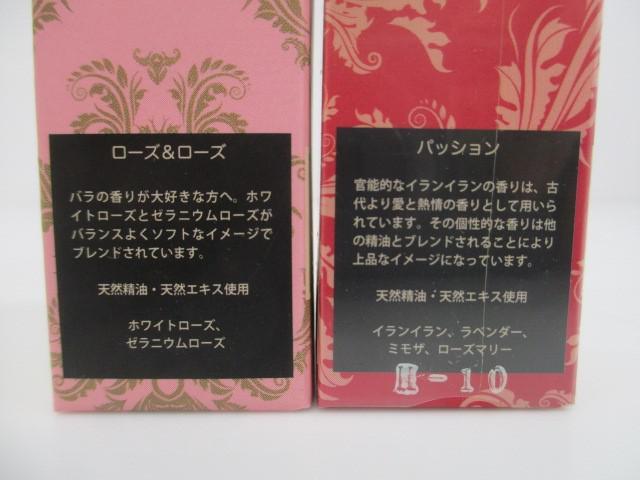 ローズ&ローズ
バラの香りが大好きな方へ。ホワ
イトローズとゼラニウムローズが
バランスよくソフトなイメージで
ブレンドされています。
天然精油・天然エキス使用
ホワイトローズ、
ゼラニウムローズ
パッション
官能的なイランイランの香りは、古
代より愛と熱情の香りとして用いら
れています。その個性的な香りは他
の精油とブレンドされることにより
上品なイメージになっています。
天然精油・天然エキス使用
イランイラン、ラベンダー、
ミモザ、ローズマリー
Ⅱ-10